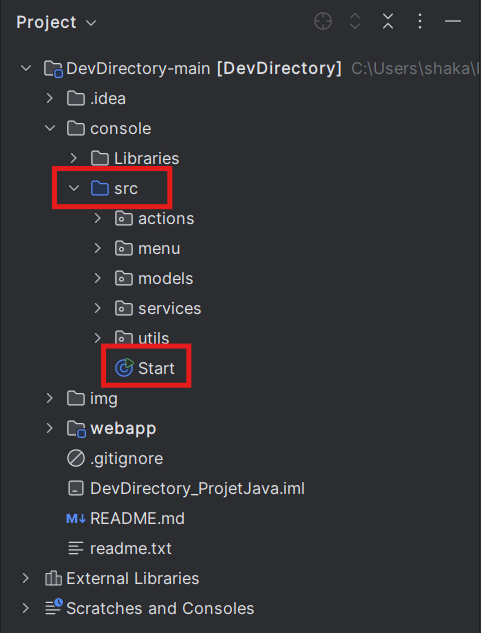 Project
DevDirectory-main [DevDirectory] C:\Users\shaka\
.idea
console
Libraries
src
actions
menu
models
services
utils
Start
img
webapp
.gitignore
DevDirectory_ProjetJava.iml
M↓ README.md
readme.txt
External Libraries
Scratches and Consoles